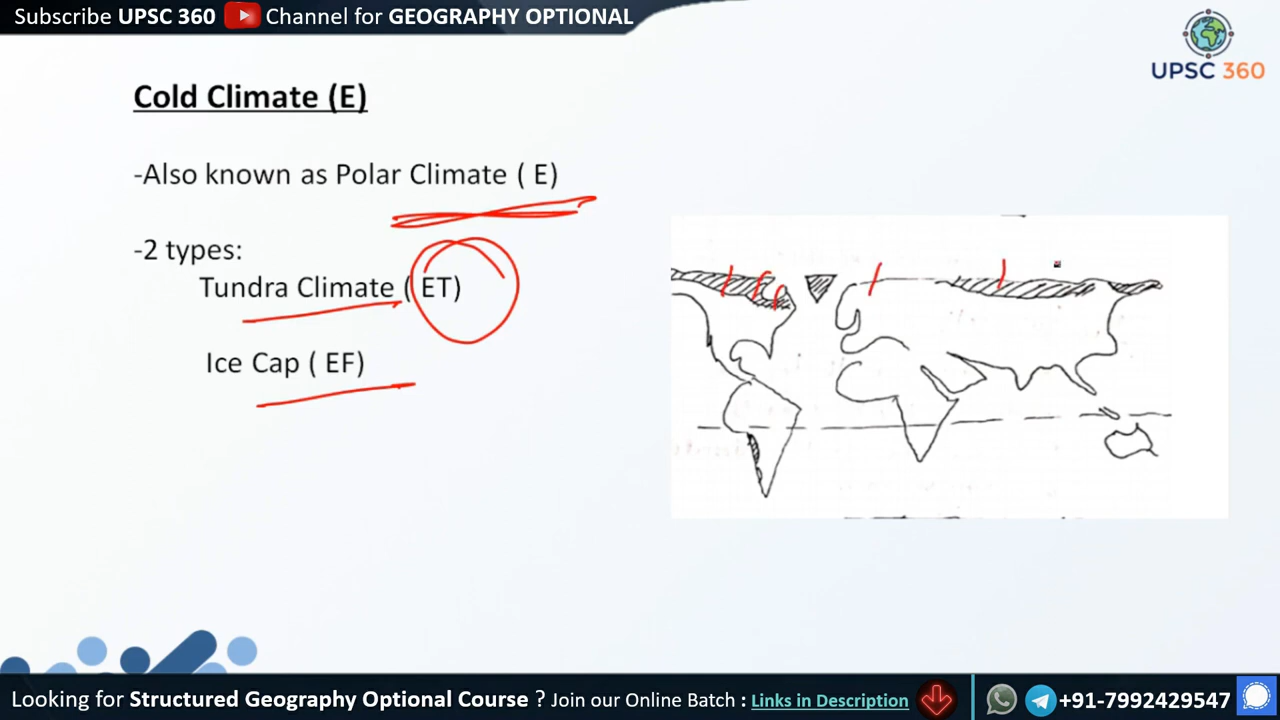 Subscribe UPSC 360 Channel for GEOGRAPHY OPTIONAL
UPSC 360
Cold Climate (E)
-Also known as Polar Climate ( E)
-2 types:
Tundra Climate ( ET)
Ice Cap ( EF)
Looking for Structured Geography Optional Course ? Join our Online Batch : Links in Description
+91-7992429547